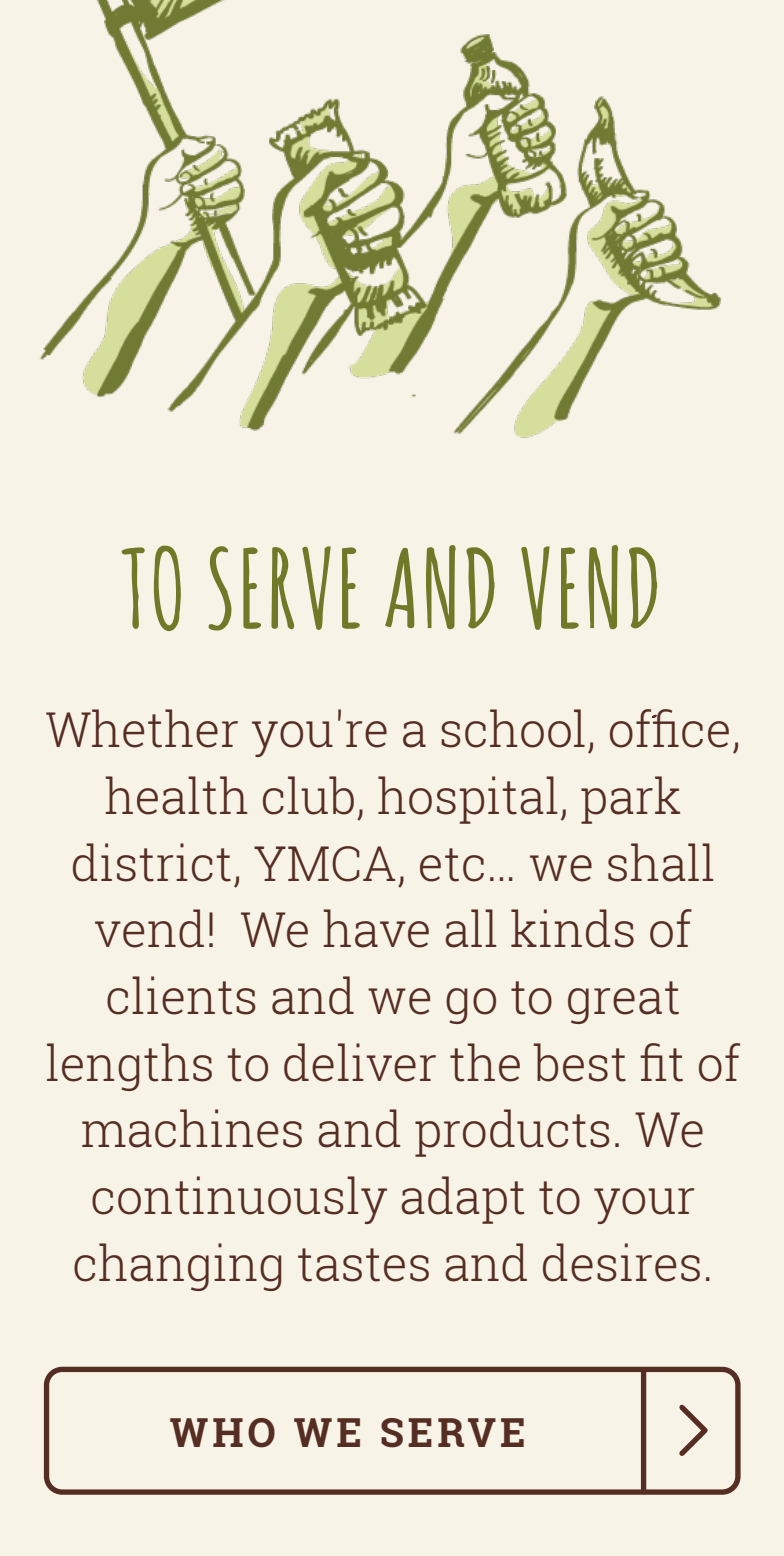 TO SERVE AND VEND
Whether you're a school, office,
health club, hospital, park
district, YMCA, etc... we shall
vend!  We have all kinds of
clients and we go to great
lengths to deliver the best fit of
machines and products. We
continuously adapt to your
changing tastes and desires.
WHO WE SERVE